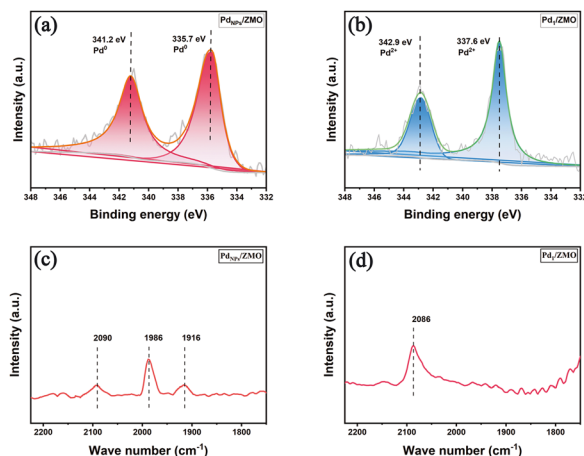 (a)
Pd_NPs/ZMO
341.2 eV
Pd⁰
335.7 eV
Pd⁰
Intensity (a.u.)
348 346 344 342 340 338 336 334 332
Binding energy (eV)
(b)
Pd₁/ZMO
342.9 eV
Pd²⁺
337.6 eV
Pd²⁺
Intensity (a.u.)
348 346 344 342 340 338 336 334 332
Binding energy (eV)
(c)
Pd_NPs/ZMO
2090
1986
1916
Intensity (a.u.)
2200 2100 2000 1900 1800
Wave number (cm⁻¹)
(d)
Pd₁/ZMO
2086
Intensity (a.u.)
2200 2100 2000 1900 1800
Wave number (cm⁻¹)